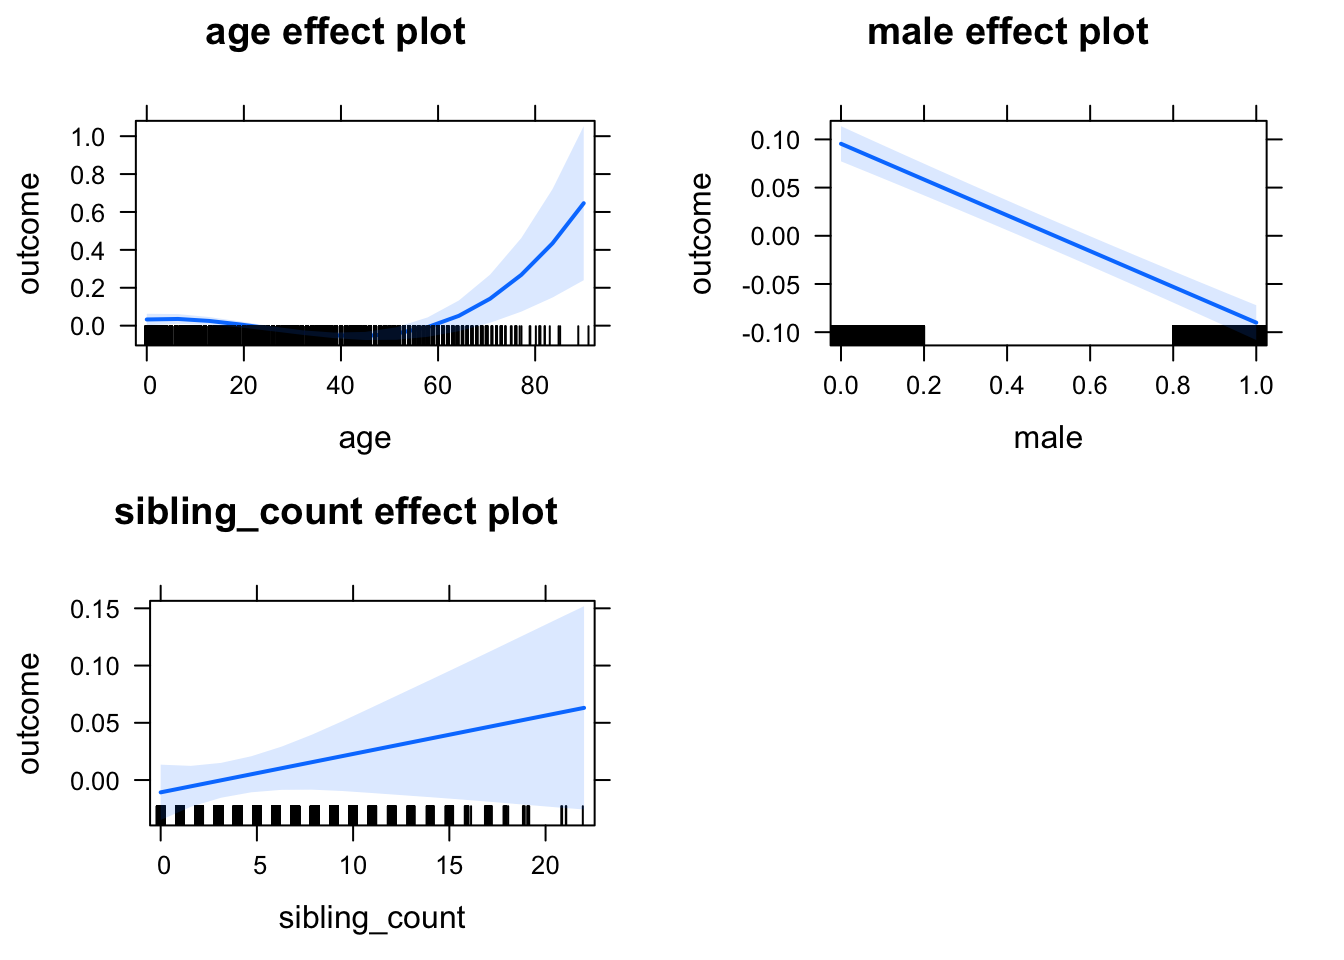 age effect plot
outcome
1.0
0.8
0.6
0.4
0.2
0.0
0 20 40 60 80
age
male effect plot
outcome
0.10
0.05
0.00
-0.05
-0.10
0.0 0.2 0.4 0.6 0.8 1.0
male
sibling_count effect plot
outcome
0.15
0.10
0.05
0.00
0 5 10 15 20
sibling_count